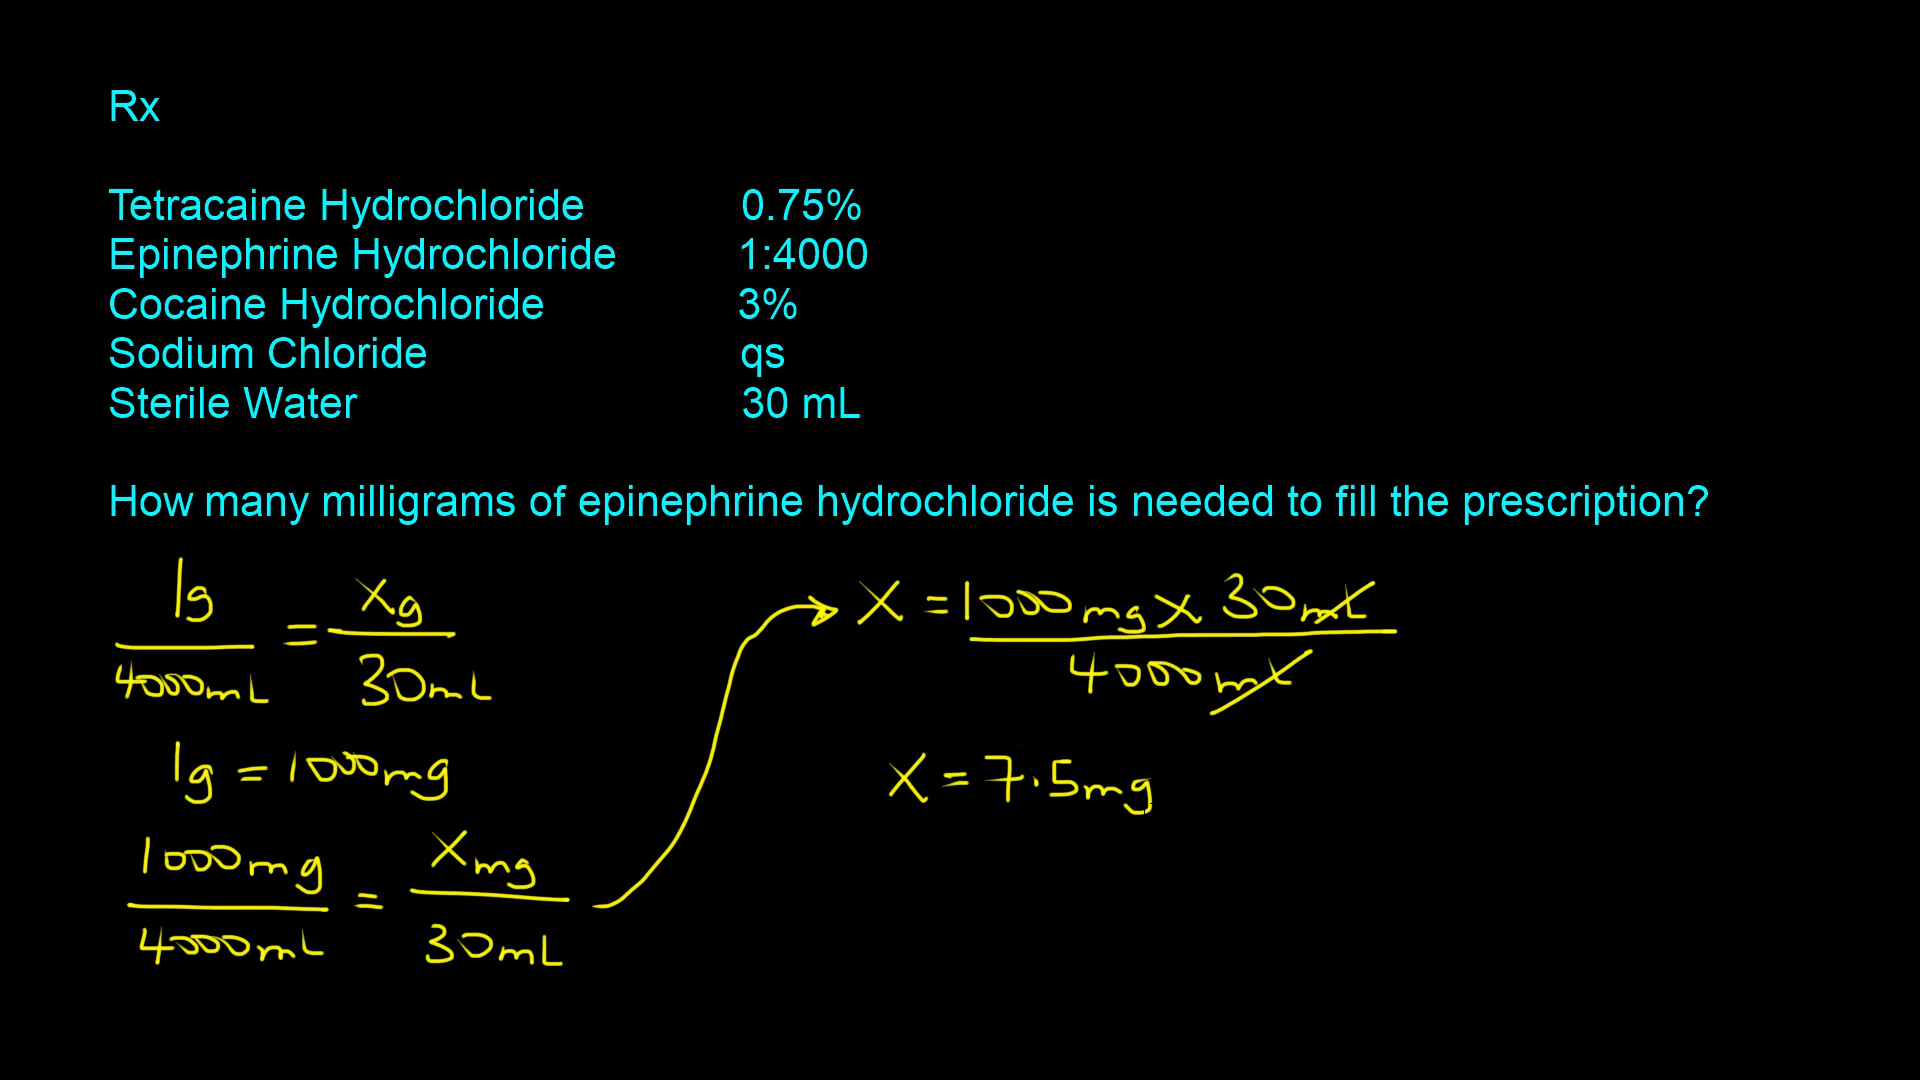 Rx
Tetracaine Hydrochloride 0.75%
Epinephrine Hydrochloride 1:4000
Cocaine Hydrochloride 3%
Sodium Chloride qs
Sterile Water 30 mL
How many milligrams of epinephrine hydrochloride is needed to fill the prescription?
1g / 4000mL = Xg / 30mL
1g = 1000mg
1000mg / 4000mL = Xmg / 30mL
X = 1000mg x 30mL / 4000mL
X = 7.5mg